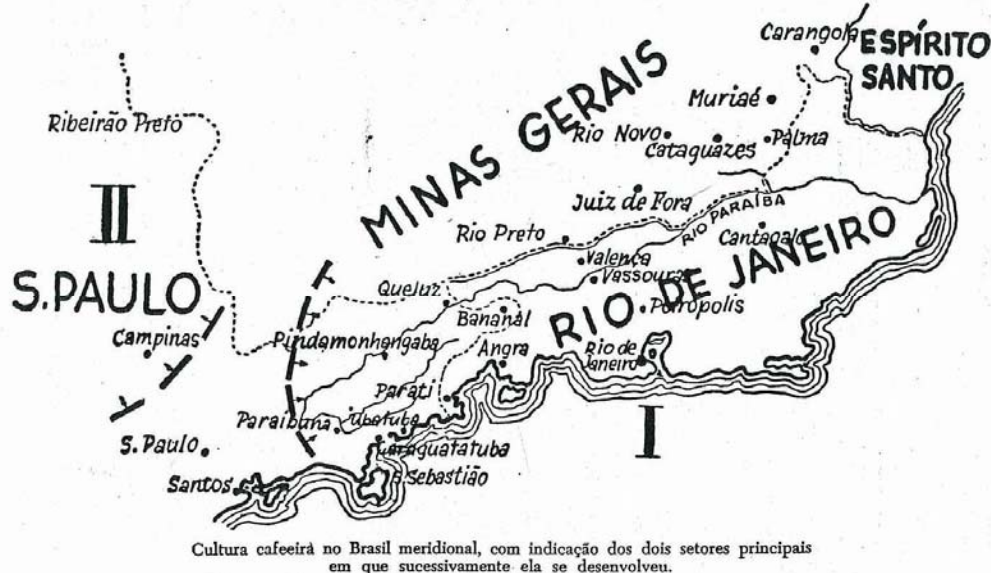 Carangola
ESPÍRITO
SANTO
MINAS GERAIS
Muriaé
Ribeirão Preto
Rio Novo
Cataguazes
Palma
II
Juiz de Fora
RIO PARAÍBA
Rio Preto
Cantagalo
S.PAULO
Valença
Vassouras
Queluz
RIO DE JANEIRO
Bananal
Petrópolis
Campinas
Pindamonhangaba
Angra
Rio de
Janeiro
Parati
I
Paraibuna
Ubatuba
S. Paulo
Caraguatatuba
S. Sebastião
Santos
Cultura cafeeira no Brasil meridional, com indicação dos dois setores principais
em que sucessivamente ela se desenvolveu.